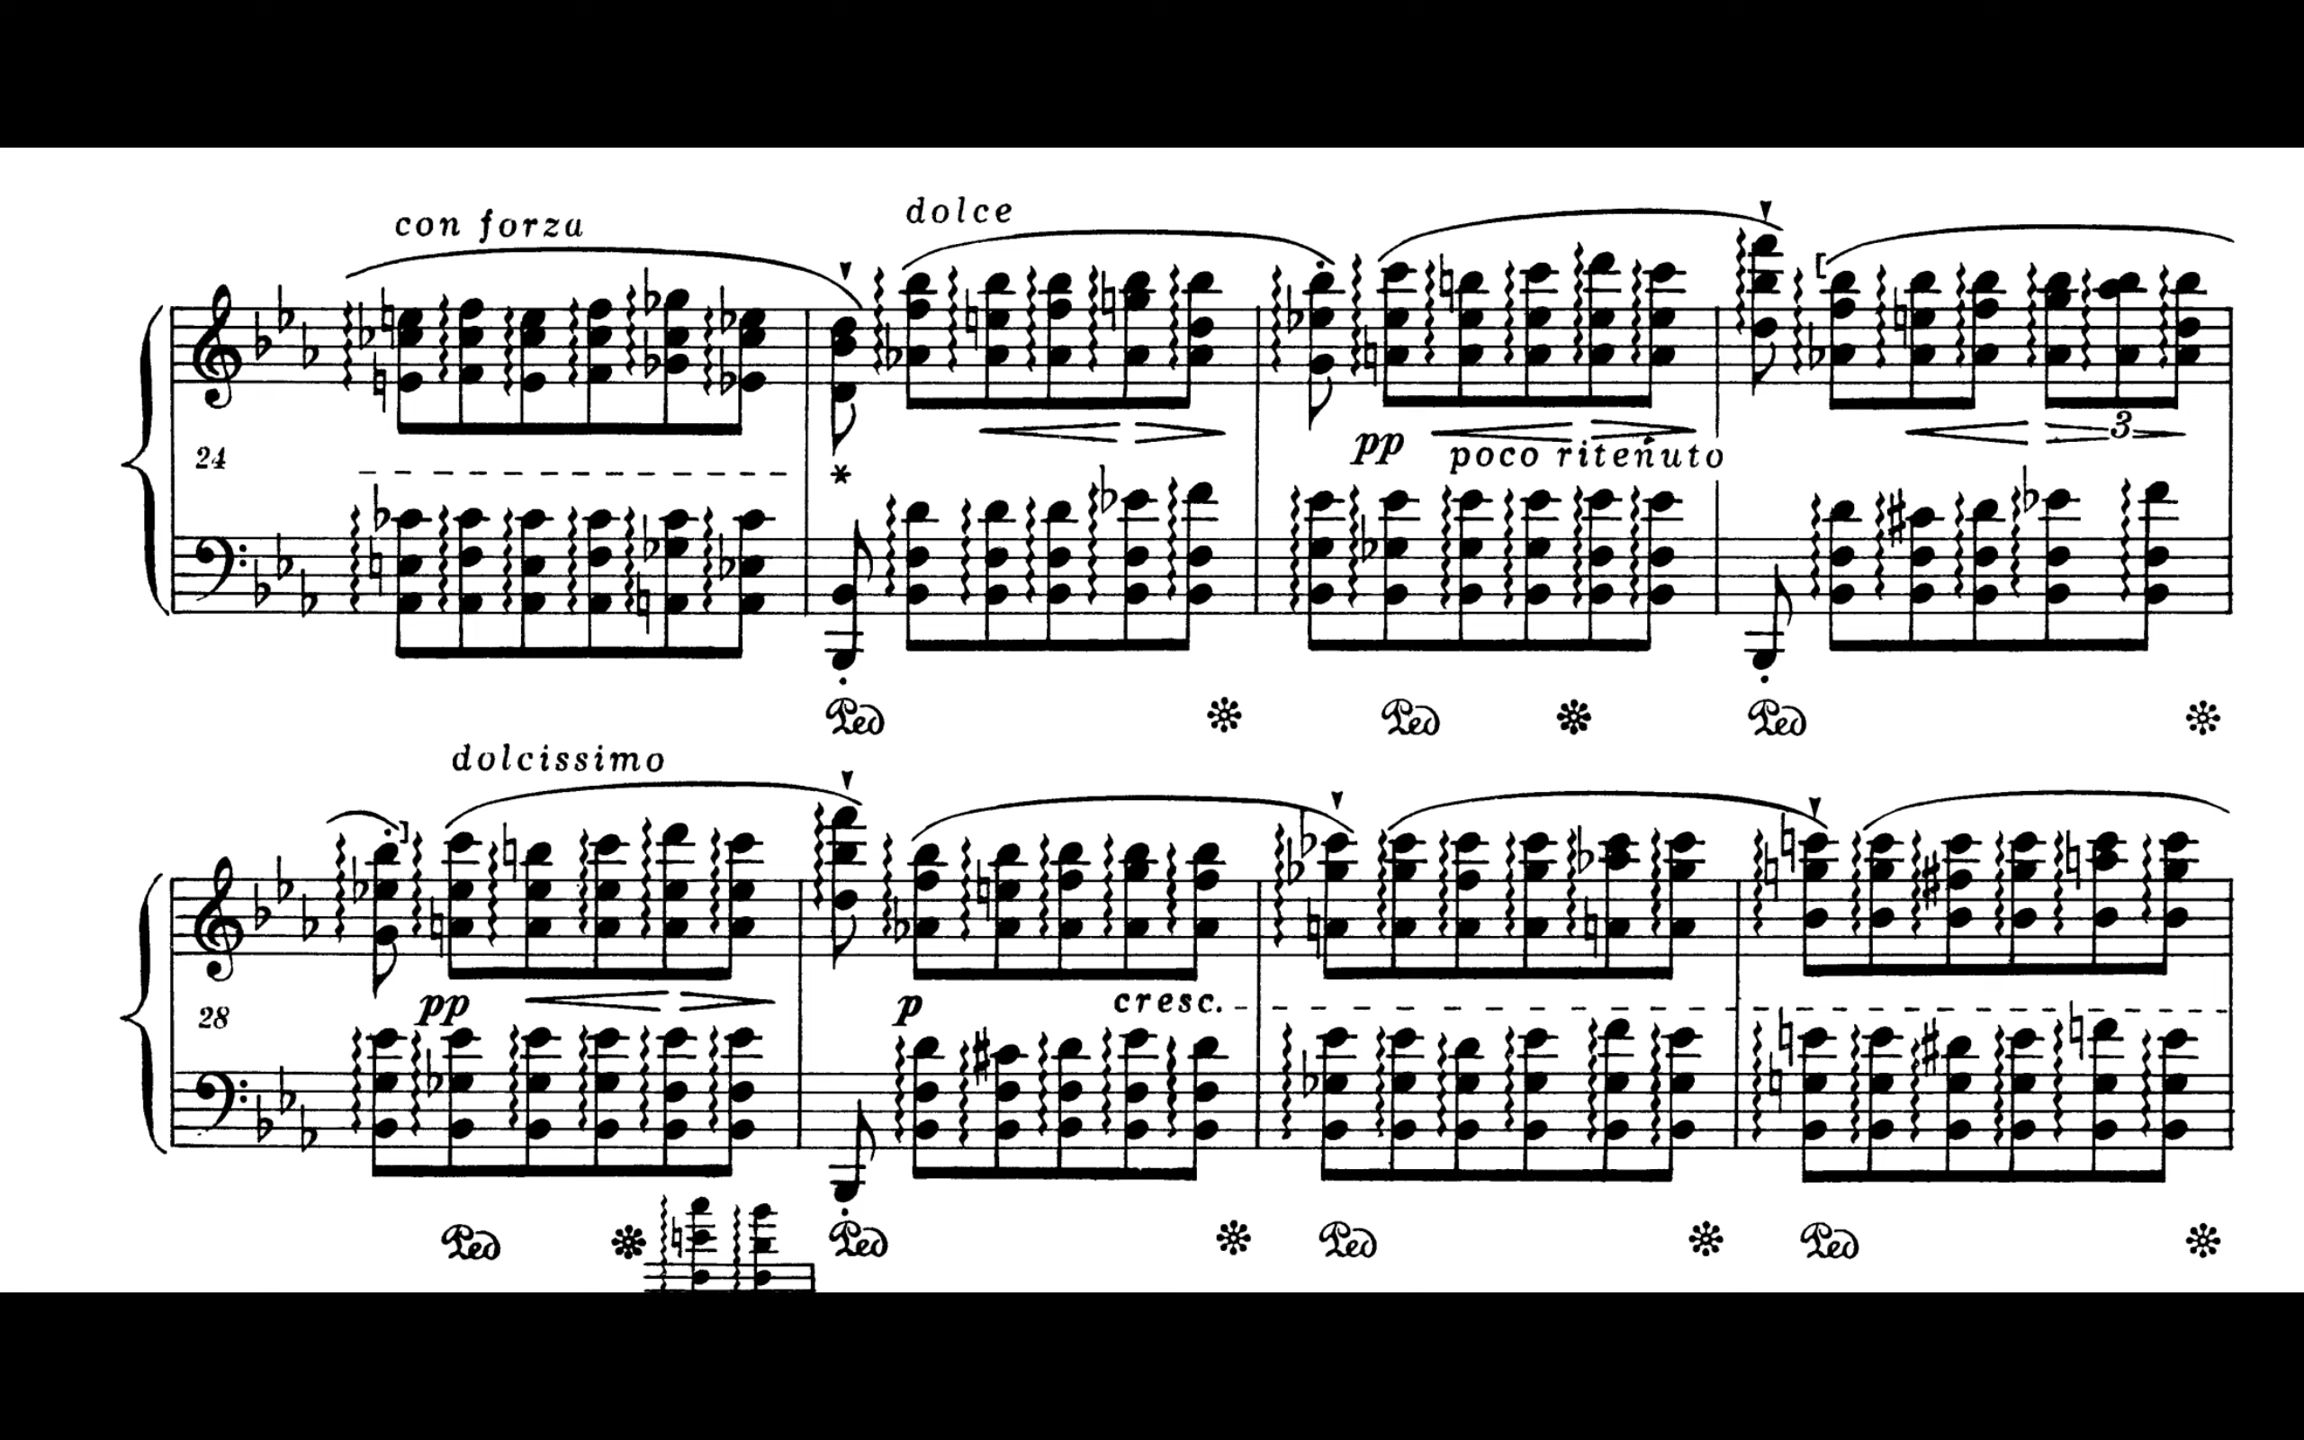 con forza
dolce
24
pp
poco ritenuto
3
Ped
Ped
Ped
dolcissimo
28
pp
p
cresc.
Ped
Ped
Ped
Ped